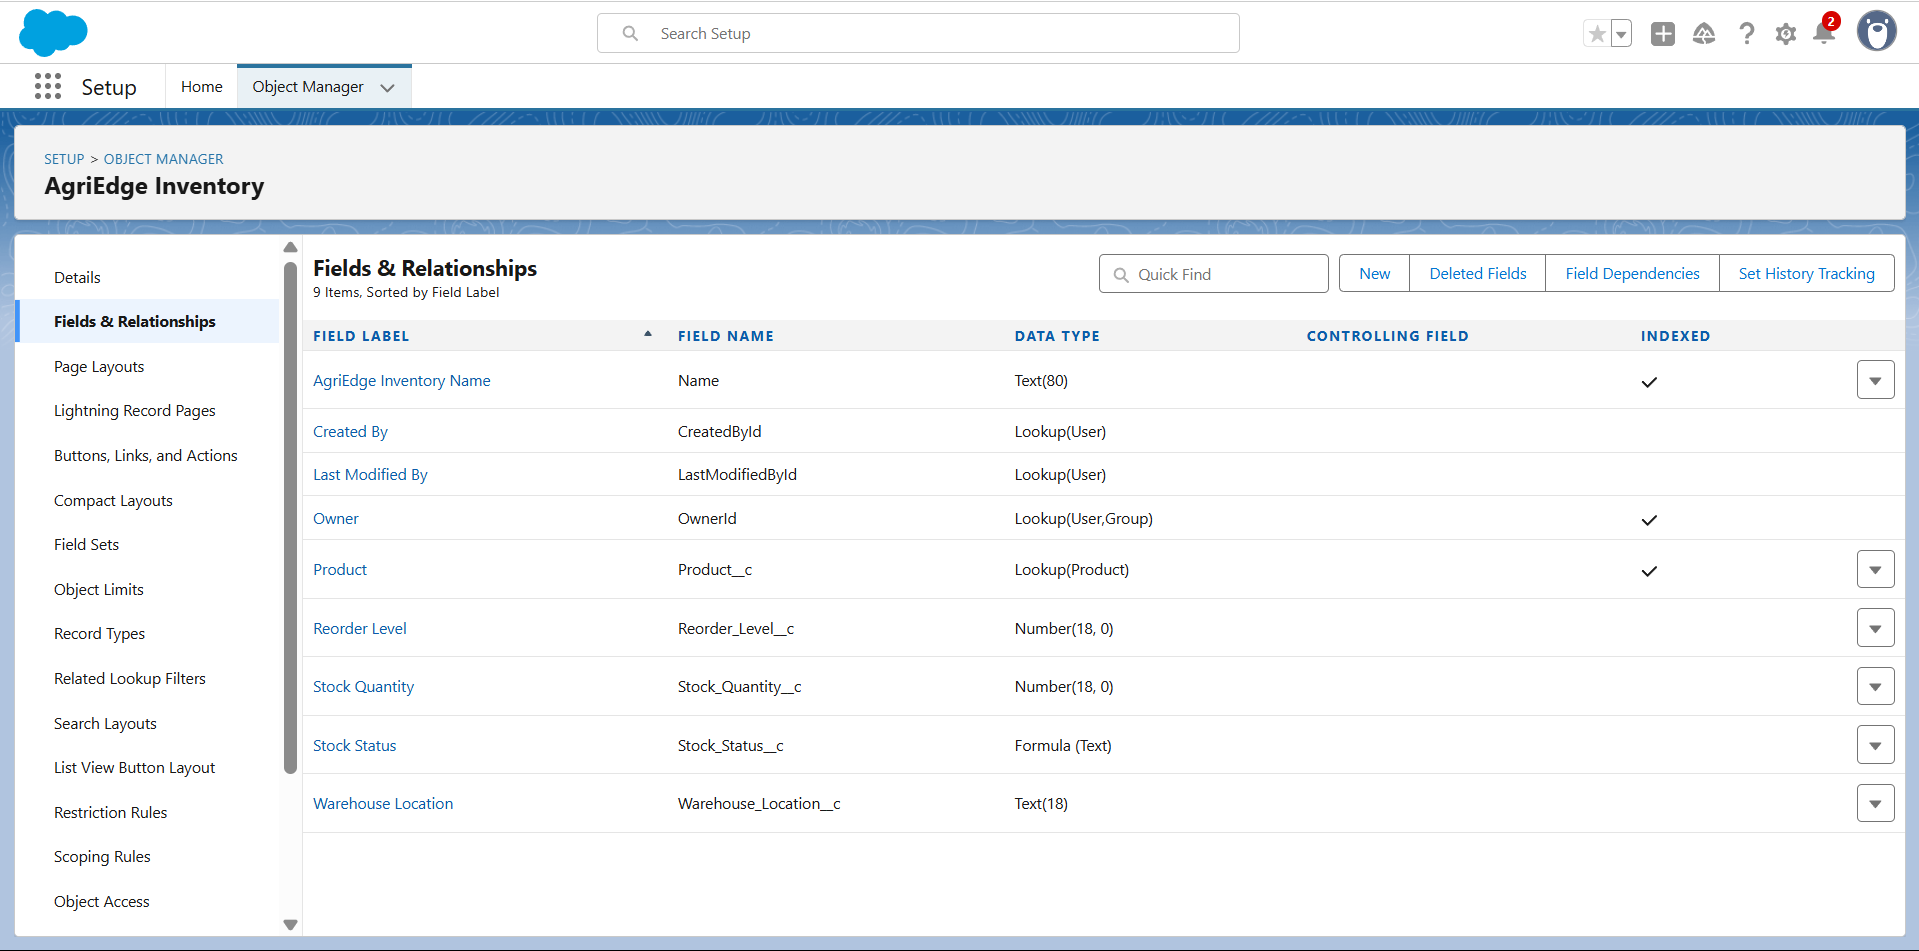 Search Setup
2
Setup
Home
Object Manager
SETUP > OBJECT MANAGER
AgriEdge Inventory
Details
Fields & Relationships
Page Layouts
Lightning Record Pages
Buttons, Links, and Actions
Compact Layouts
Field Sets
Object Limits
Record Types
Related Lookup Filters
Search Layouts
List View Button Layout
Restriction Rules
Scoping Rules
Object Access
Fields & Relationships
9 Items, Sorted by Field Label
Quick Find
New
Deleted Fields
Field Dependencies
Set History Tracking
FIELD LABEL FIELD NAME DATA TYPE CONTROLLING FIELD INDEXED
AgriEdge Inventory Name Name Text(80)
Created By CreatedById Lookup(User)
Last Modified By LastModifiedById Lookup(User)
Owner OwnerId Lookup(User,Group)
Product Product__c Lookup(Product)
Reorder Level Reorder_Level__c Number(18, 0)
Stock Quantity Stock_Quantity__c Number(18, 0)
Stock Status Stock_Status__c Formula (Text)
Warehouse Location Warehouse_Location__c Text(18)